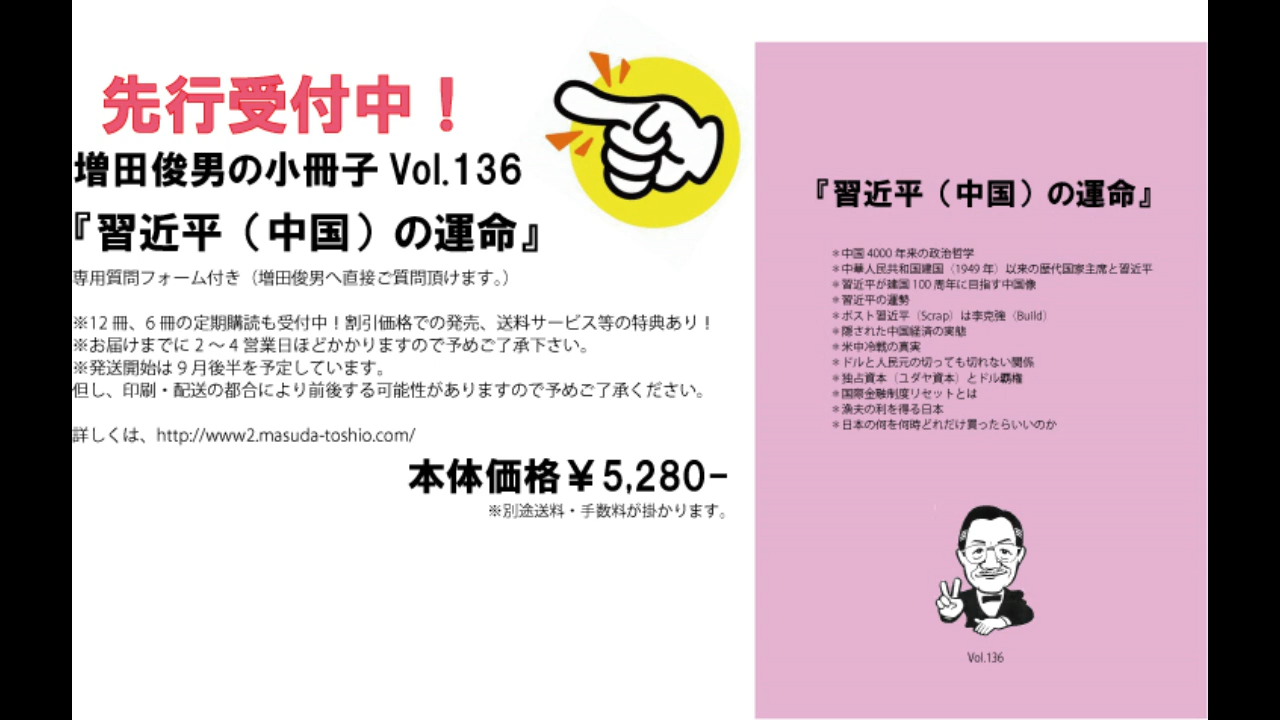 先行受付中！
増田俊男の小冊子 Vol.136
『習近平（中国）の運命』
専用質問フォーム付き（増田俊男へ直接ご質問頂けます。）
※12 冊、6 冊の定期購読も受付中！割引価格での発売、送料サービス等の特典あり！
※お届けまでに 2 ～ 4 営業日ほどかかりますので予めご了承下さい。
※発送開始は 9 月後半を予定しています。
但し、印刷・配送の都合により前後する可能性がありますので予めご了承ください。
詳しくは、http://www2.masuda-toshio.com/
本体価格￥5,280-
※別途送料・手数料が掛かります。
『習近平（中国）の運命』
＊中国 4000 年来の政治哲学
＊中華人民共和国建国（1949 年）以来の歴代国家主席と習近平
＊習近平が建国 100 周年に目指す中国像
＊習近平の運勢
＊ポスト習近平（Scrap）は李克強（Build）
＊隠された中国経済の実態
＊米中冷戦の真実
＊ドルと人民元の切っても切れない関係
＊独占資本（ユダヤ資本）とドル覇権
＊国際金融制度リセットとは
＊漁夫の利を得る日本
＊日本の何を何時どれだけ買ったらいいのか
Vol.136